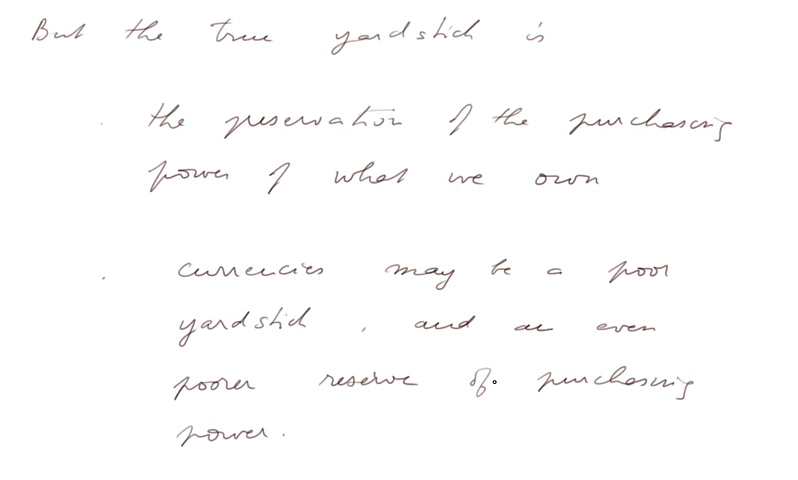 But the true yardstick is
. the preservation of the purchasing
power of what we own
. currencies may be a poor
yardstick, and an even
poorer reserve of purchasing
power.